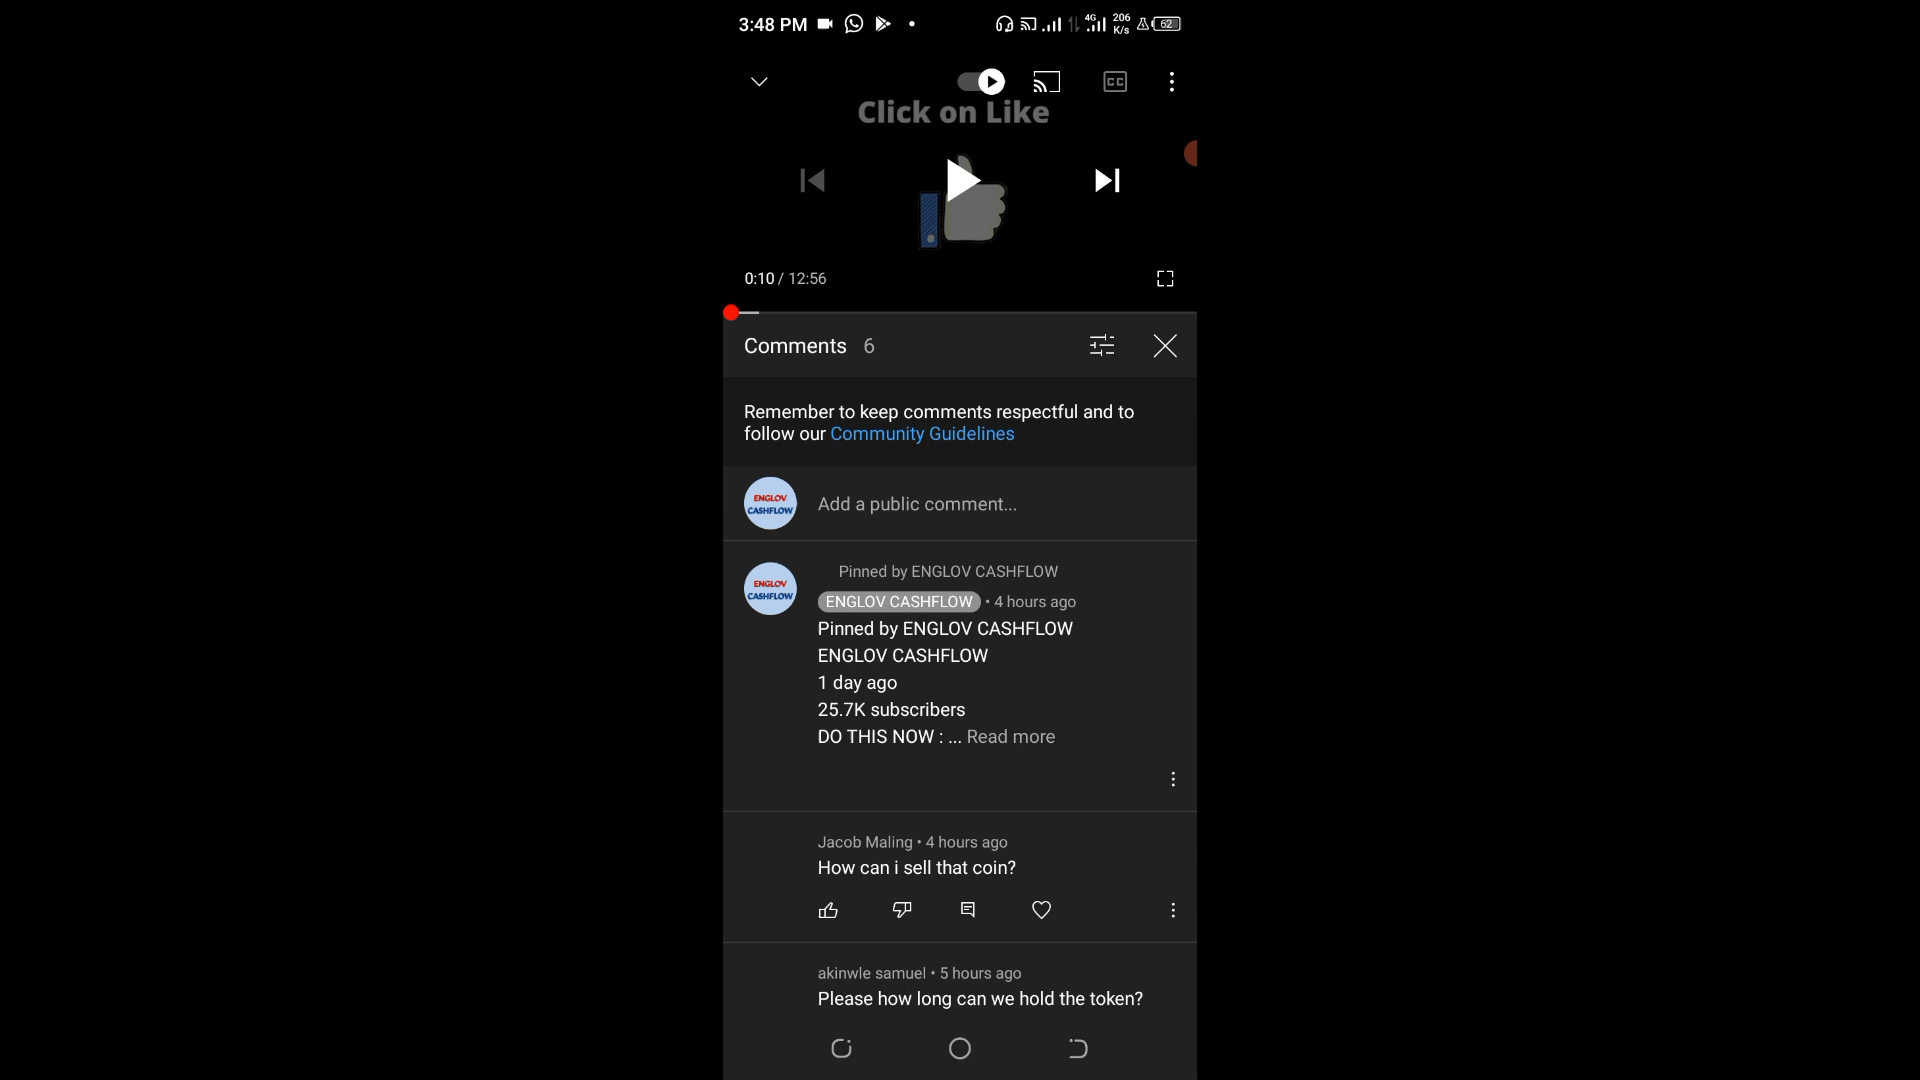 3:48 PM
4G
206
K/s
62
CC
Click on Like
0:10 / 12:56
Comments 6
Remember to keep comments respectful and to
follow our Community Guidelines
ENGLOV
CASHFLOW
Add a public comment...
ENGLOV
CASHFLOW
Pinned by ENGLOV CASHFLOW
ENGLOV CASHFLOW • 4 hours ago
Pinned by ENGLOV CASHFLOW
ENGLOV CASHFLOW
1 day ago
25.7K subscribers
DO THIS NOW : ... Read more
Jacob Maling • 4 hours ago
How can i sell that coin?
akinwle samuel • 5 hours ago
Please how long can we hold the token?